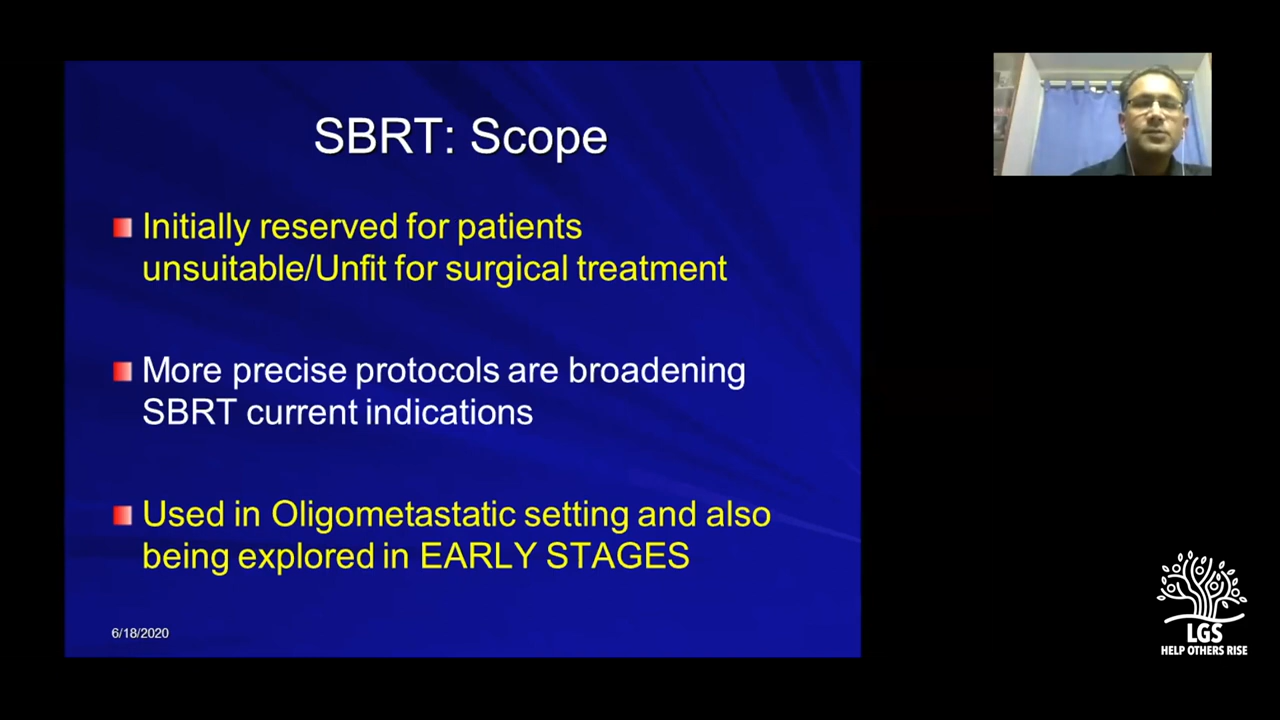 SBRT: Scope
Initially reserved for patients
unsuitable/Unfit for surgical treatment
More precise protocols are broadening
SBRT current indications
Used in Oligometastatic setting and also
being explored in EARLY STAGES
6/18/2020
LGS
HELP OTHERS RISE